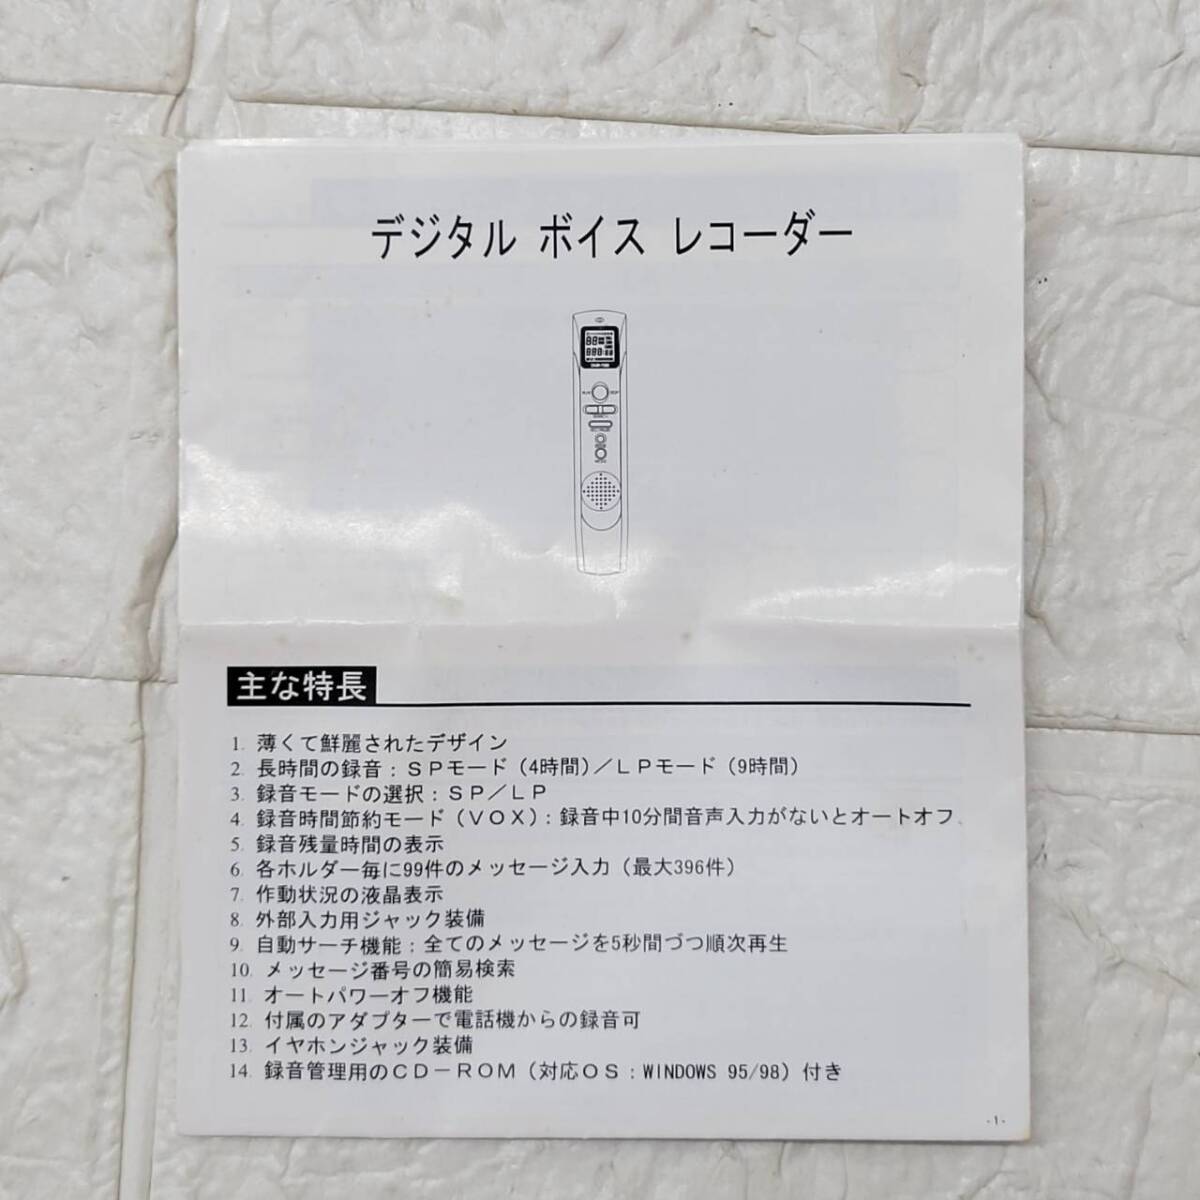 デジタル ボイス レコーダー
主な特長
1. 薄くて鮮麗されたデザイン
2. 長時間の録音：ＳＰモード（4時間）／ＬＰモード（9時間）
3. 録音モードの選択：ＳＰ／ＬＰ
4. 録音時間節約モード（ＶＯＸ）：録音中10分間音声入力がないとオートオフ.
5. 録音残量時間の表示
6. 各ホルダー毎に99件のメッセージ入力（最大396件）
7. 作動状況の液晶表示
8. 外部入力用ジャック装備
9. 自動サーチ機能：全てのメッセージを5秒間づつ順次再生
10. メッセージ番号の簡易検索
11. オートパワーオフ機能
12. 付属のアダプターで電話機からの録音可
13. イヤホンジャック装備
14. 録音管理用のＣＤ－ＲＯＭ（対応ＯＳ：WINDOWS 95/98）付き
-1-